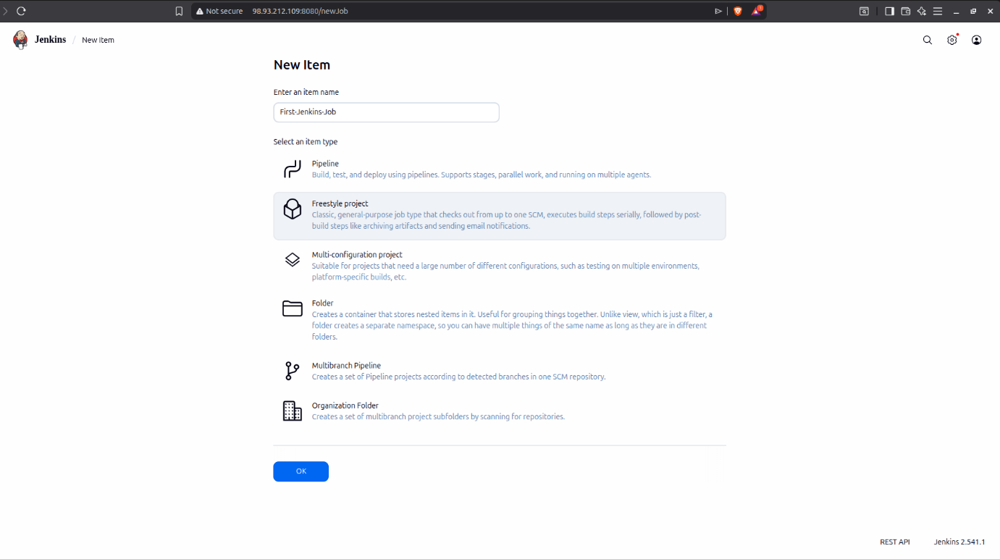 Not secure 98.93.212.109:8080/newJob
1
Jenkins / New Item
New Item
Enter an item name
First-Jenkins-Job
Select an item type
Pipeline
Build, test, and deploy using pipelines. Supports stages, parallel work, and running on multiple agents.
Freestyle project
Classic, general-purpose job type that checks out from up to one SCM, executes build steps serially, followed by post-
build steps like archiving artifacts and sending email notifications.
Multi-configuration project
Suitable for projects that need a large number of different configurations, such as testing on multiple environments,
platform-specific builds, etc.
Folder
Creates a container that stores nested items in it. Useful for grouping things together. Unlike view, which is just a filter, a
folder creates a separate namespace, so you can have multiple things of the same name as long as they are in different
folders.
Multibranch Pipeline
Creates a set of Pipeline projects according to detected branches in one SCM repository.
Organization Folder
Creates a set of multibranch project subfolders by scanning for repositories.
OK
REST API Jenkins 2.541.1